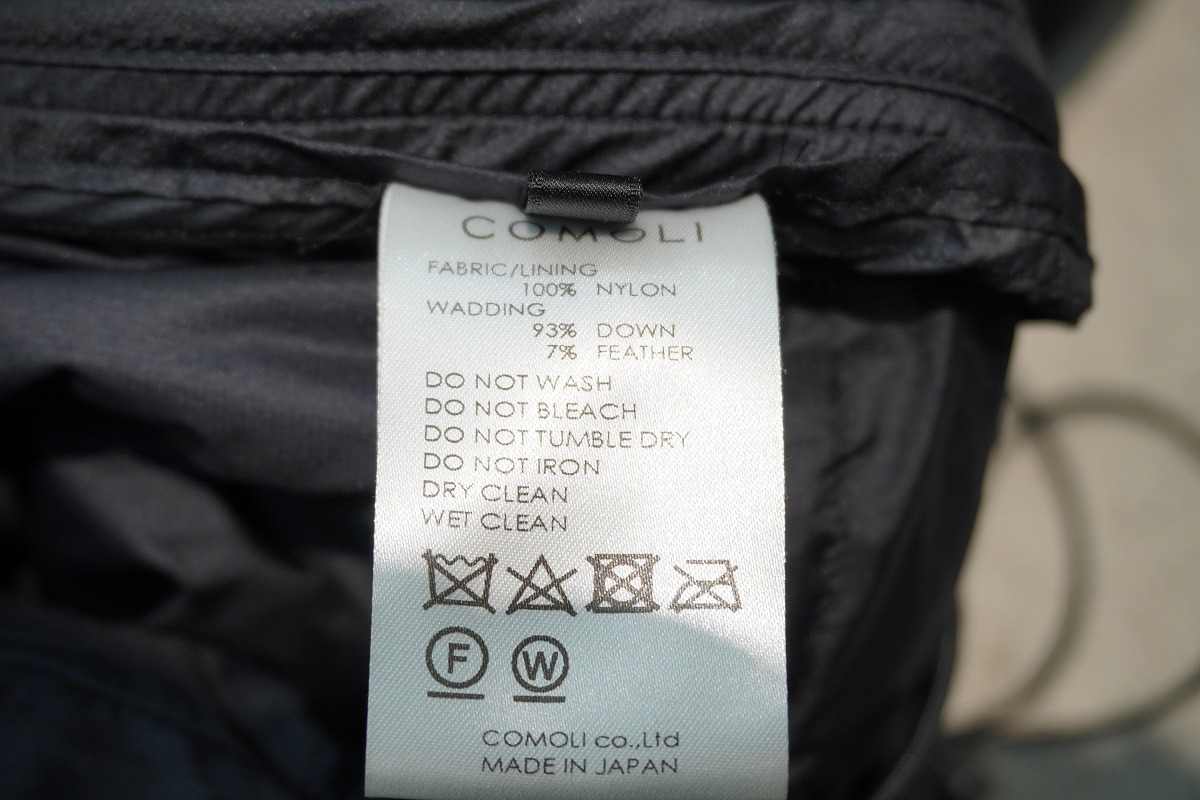 COMOLI
FABRIC/LINING
100% NYLON
WADDING
93% DOWN
7% FEATHER
DO NOT WASH
DO NOT BLEACH
DO NOT TUMBLE DRY
DO NOT IRON
DRY CLEAN
WET CLEAN
F W
COMOLI co.,Ltd
MADE IN JAPAN